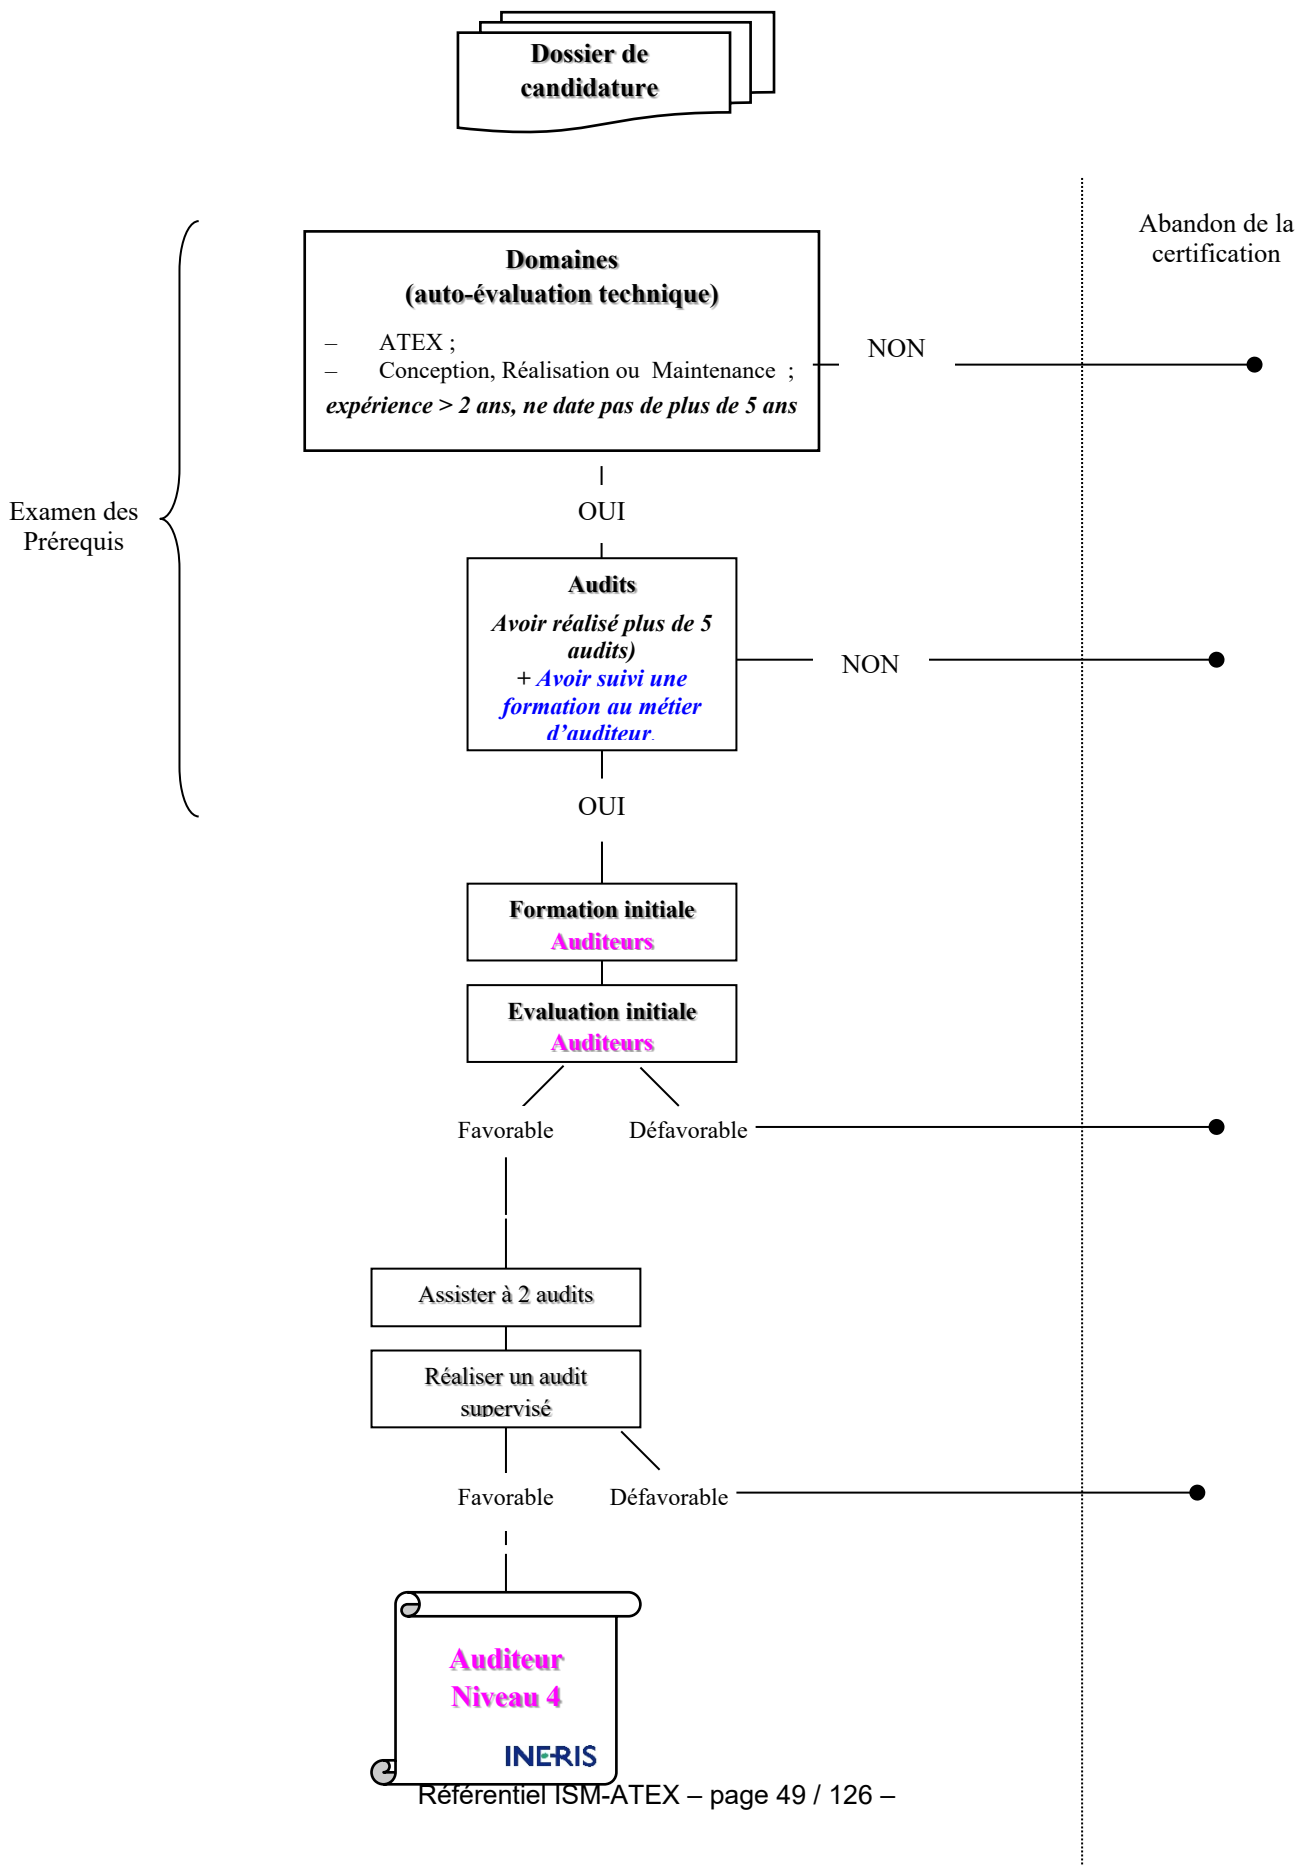 Dossier de
candidature
Abandon de la
certification
Domaines
(auto-évaluation technique)
– ATEX ;
– Conception, Réalisation ou Maintenance ;
expérience > 2 ans, ne date pas de plus de 5 ans
NON
Examen des
Prérequis
OUI
Audits
Avoir réalisé plus de 5
audits)
+ Avoir suivi une
formation au métier
d’auditeur.
NON
OUI
Formation initiale
Auditeurs
Evaluation initiale
Auditeurs
Favorable
Défavorable
Assister à 2 audits
Réaliser un audit
supervisé
Favorable
Défavorable
Auditeur
Niveau 4
INERIS
Référentiel ISM-ATEX – page 49 / 126 –